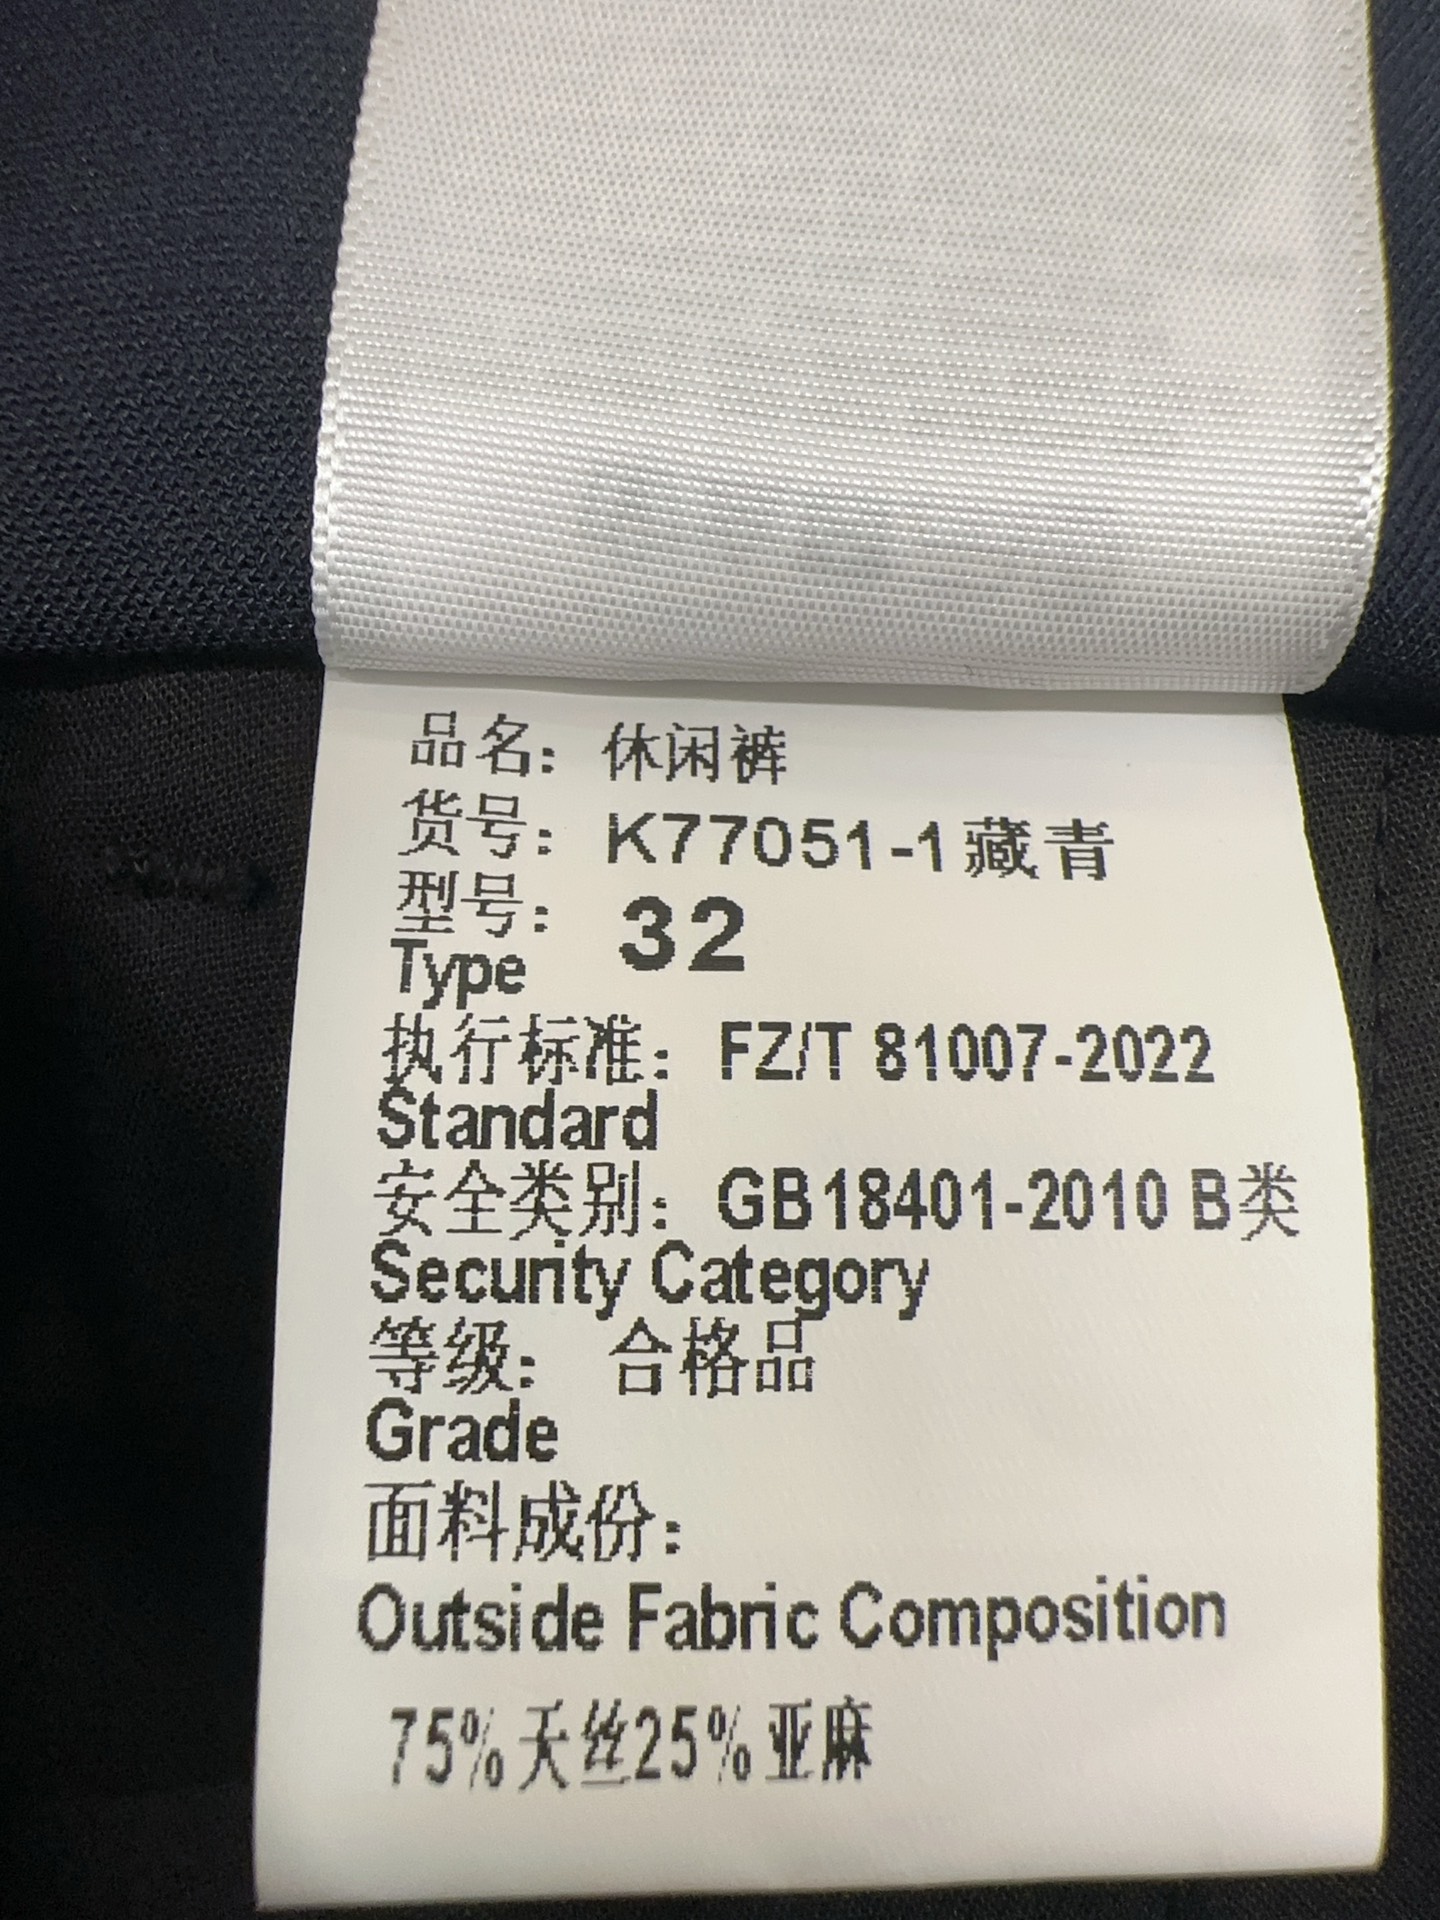 品名：休闲裤
货号：K77051-1藏青
型号：32
Type
执行标准：FZ/T 81007-2022
Standard
安全类别：GB18401-2010 B类
Security Category
等级：合格品
Grade
面料成份：
Outside Fabric Composition
75%天丝25%亚麻